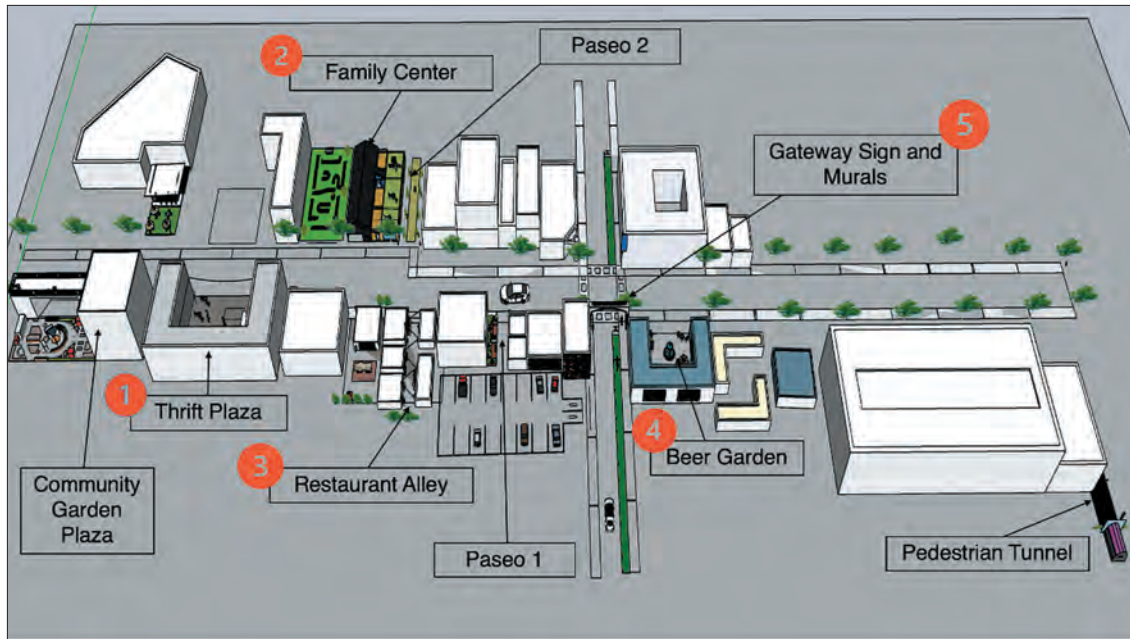 2
Family Center
Paseo 2
5
Gateway Sign and
Murals
1
Thrift Plaza
3
Restaurant Alley
4
Beer Garden
Community
Garden
Plaza
Paseo 1
Pedestrian Tunnel